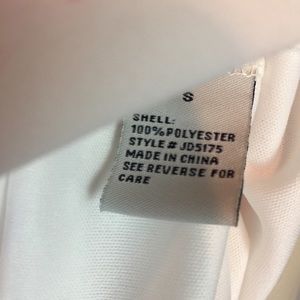 S
SHELL:
100%POLYESTER
STYLE# JD5175
MADE IN CHINA
SEE REVERSE FOR
CARE